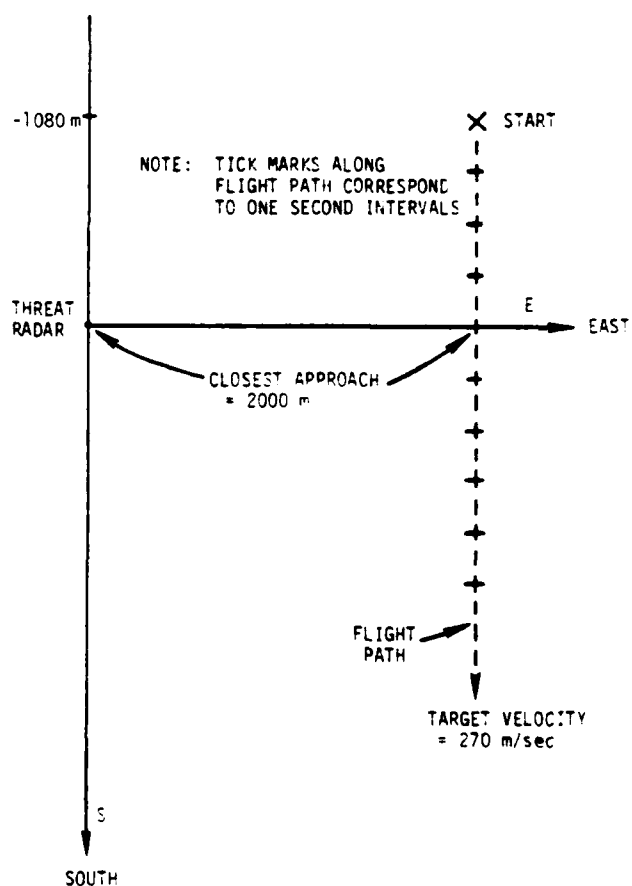 -1080 m
START
NOTE: TICK MARKS ALONG
FLIGHT PATH CORRESPOND
TO ONE SECOND INTERVALS
THREAT
RADAR
E
EAST
CLOSEST APPROACH
= 2000 m
FLIGHT
PATH
TARGET VELOCITY
= 270 m/sec
S
SOUTH